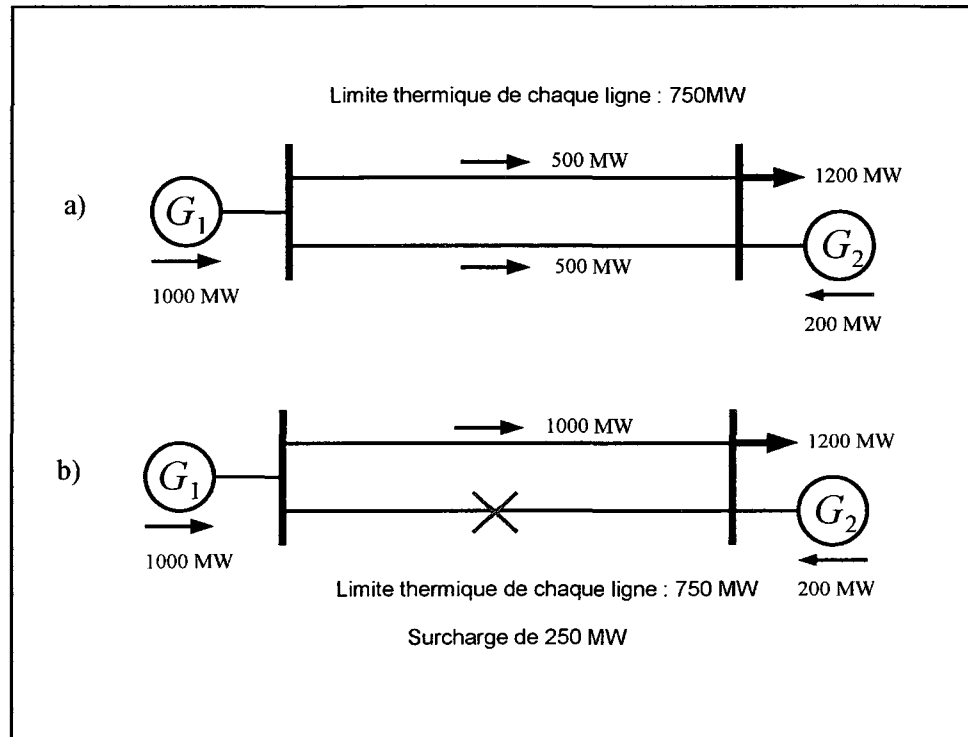 Limite thermique de chaque ligne : 750MW
500 MW
1200 MW
a)
G1
G2
500 MW
1000 MW
200 MW
1000 MW
1200 MW
b)
G1
G2
1000 MW
200 MW
Limite thermique de chaque ligne : 750 MW
Surcharge de 250 MW